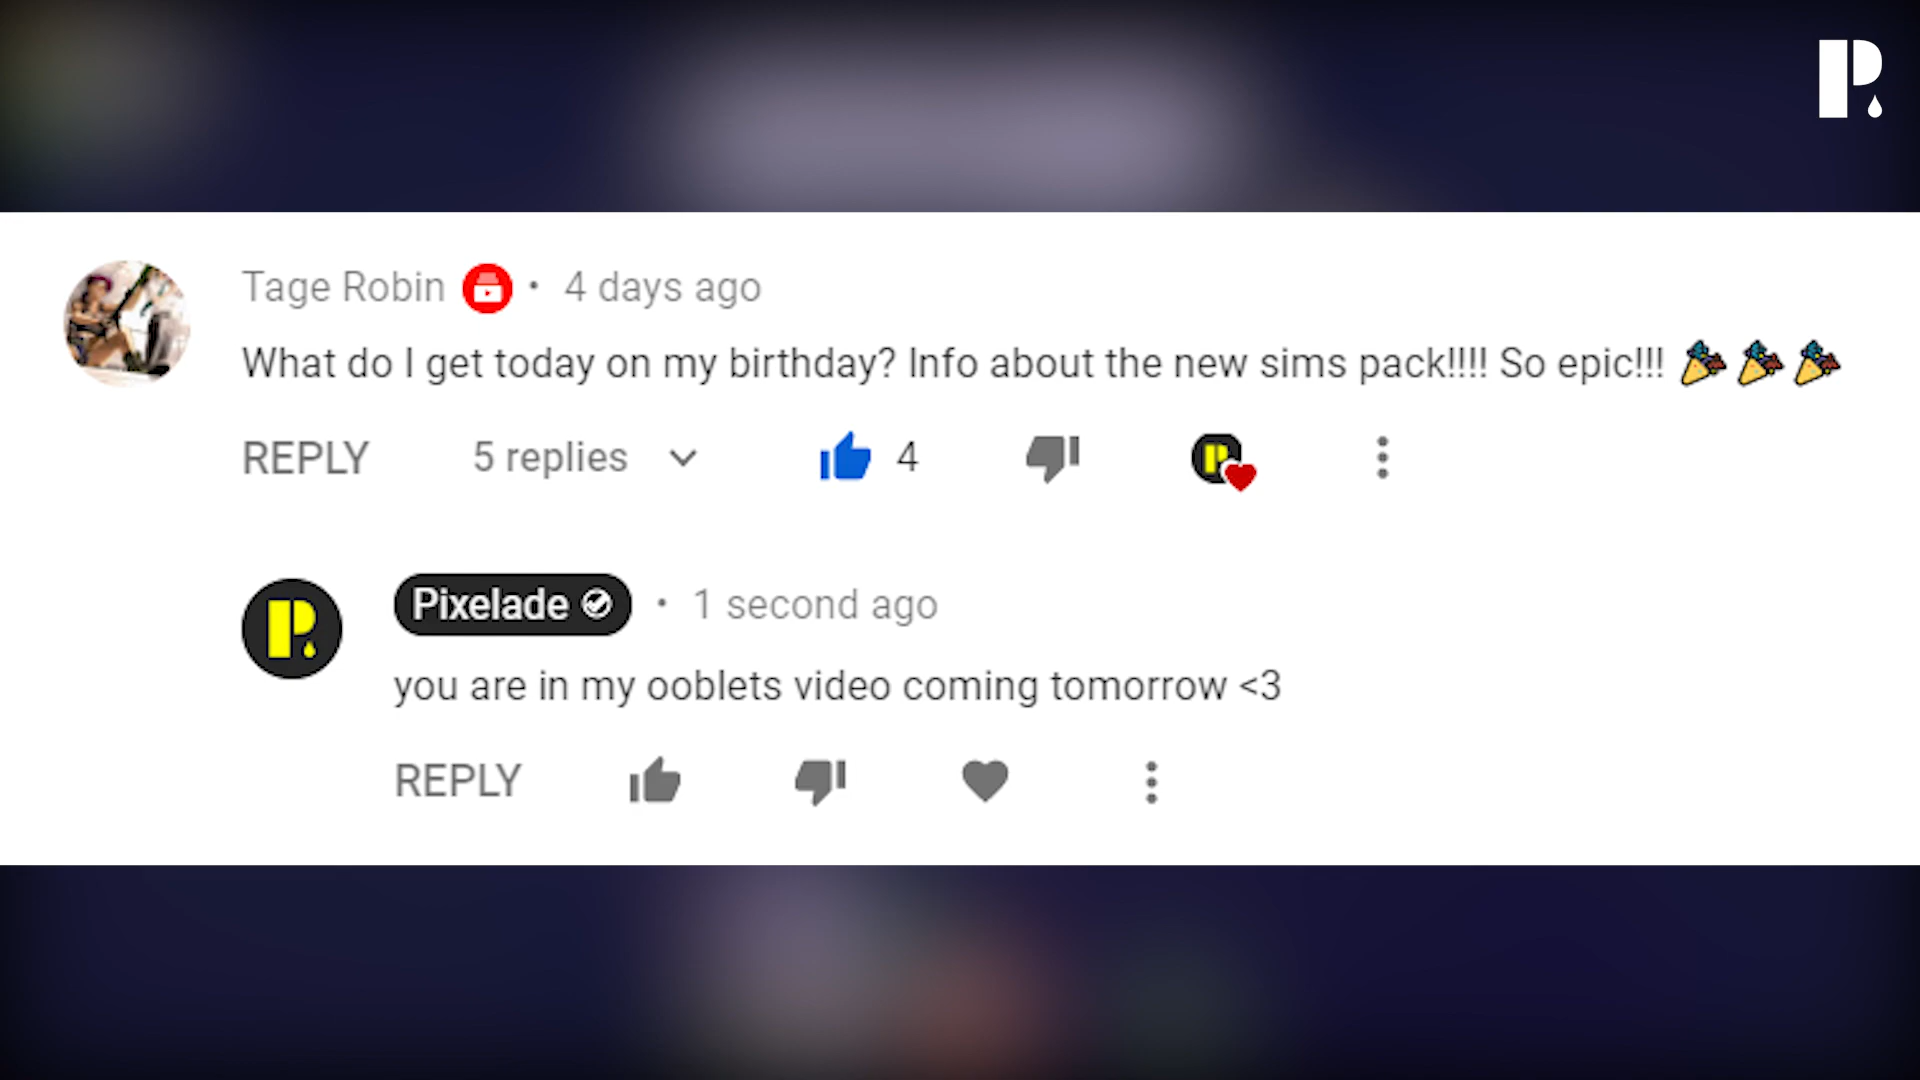 P.
Tage Robin • 4 days ago
What do I get today on my birthday? Info about the new sims pack!!!! So epic!!! 🎉🎉🎉
REPLY 5 replies 4
Pixelade • 1 second ago
you are in my ooblets video coming tomorrow <3
REPLY